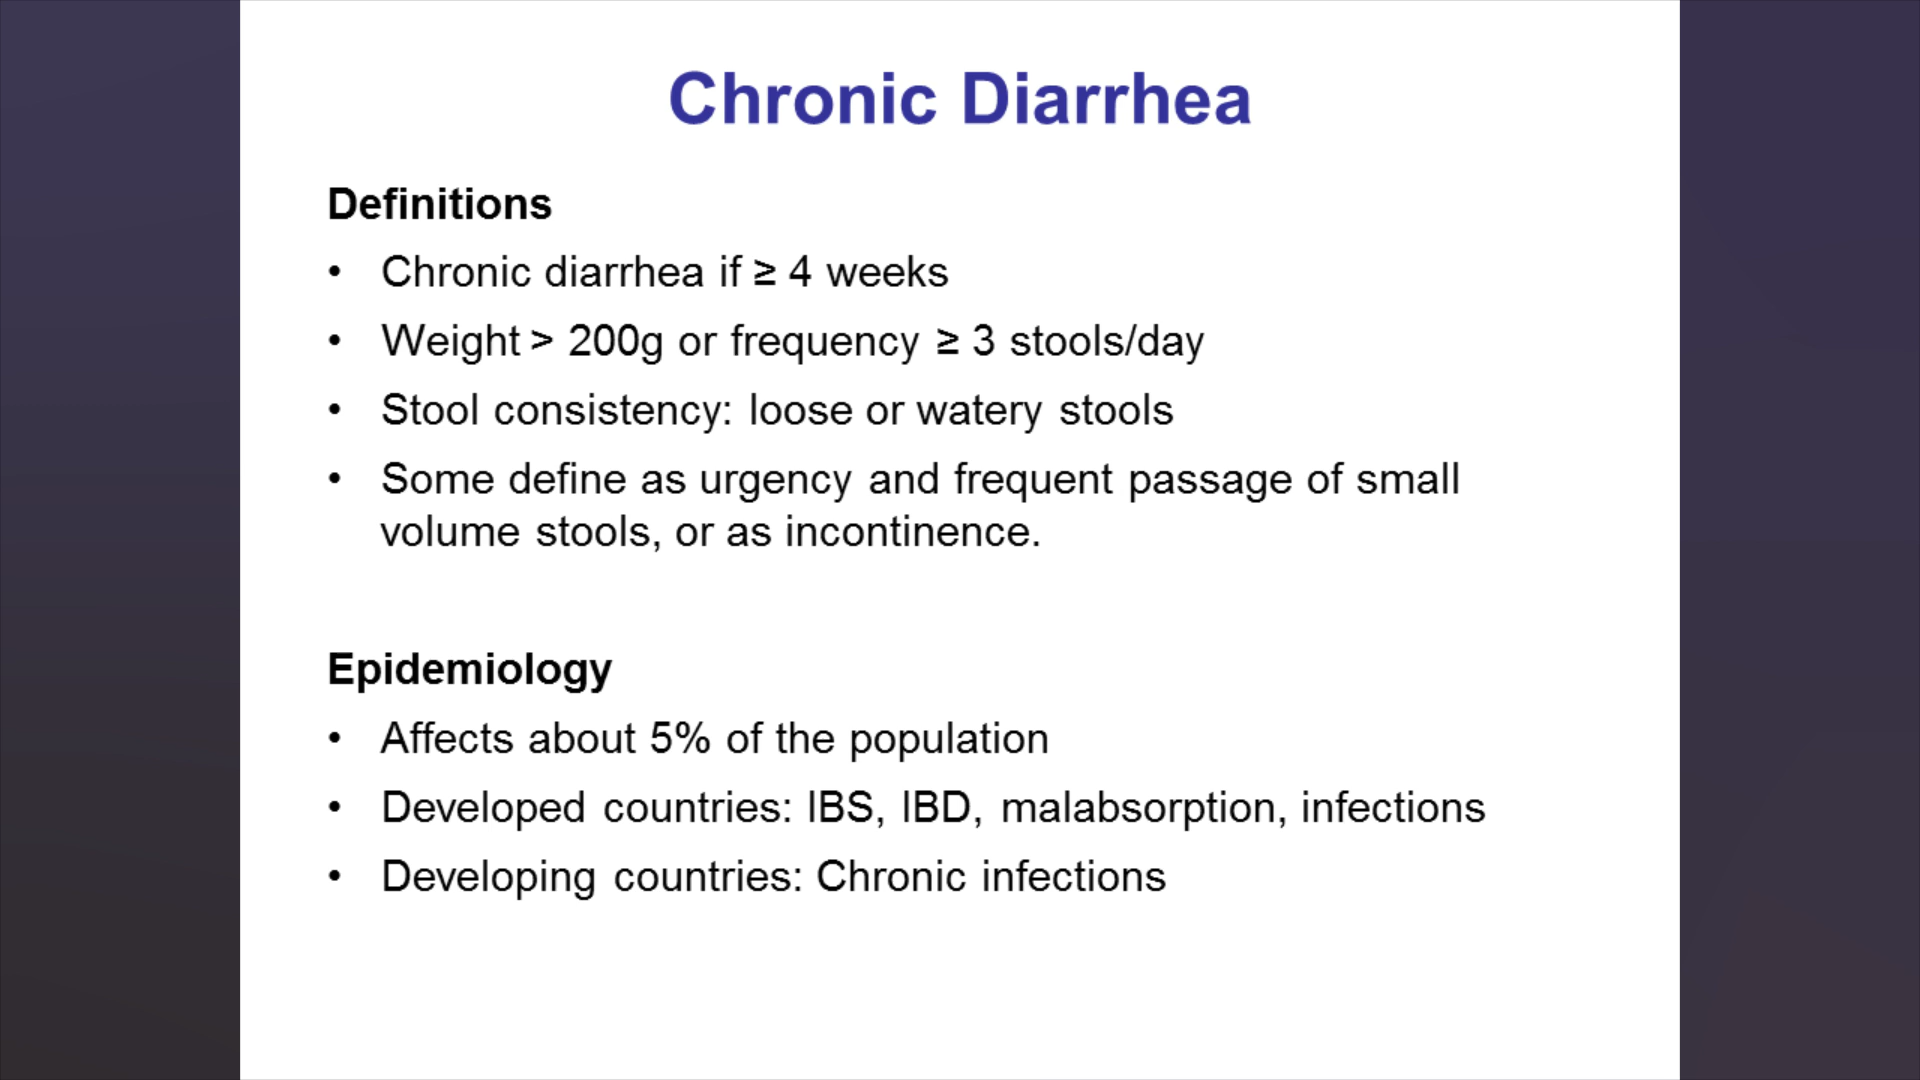 Chronic Diarrhea
Definitions
• Chronic diarrhea if ≥ 4 weeks
• Weight > 200g or frequency ≥ 3 stools/day
• Stool consistency: loose or watery stools
• Some define as urgency and frequent passage of small
volume stools, or as incontinence.
Epidemiology
• Affects about 5% of the population
• Developed countries: IBS, IBD, malabsorption, infections
• Developing countries: Chronic infections